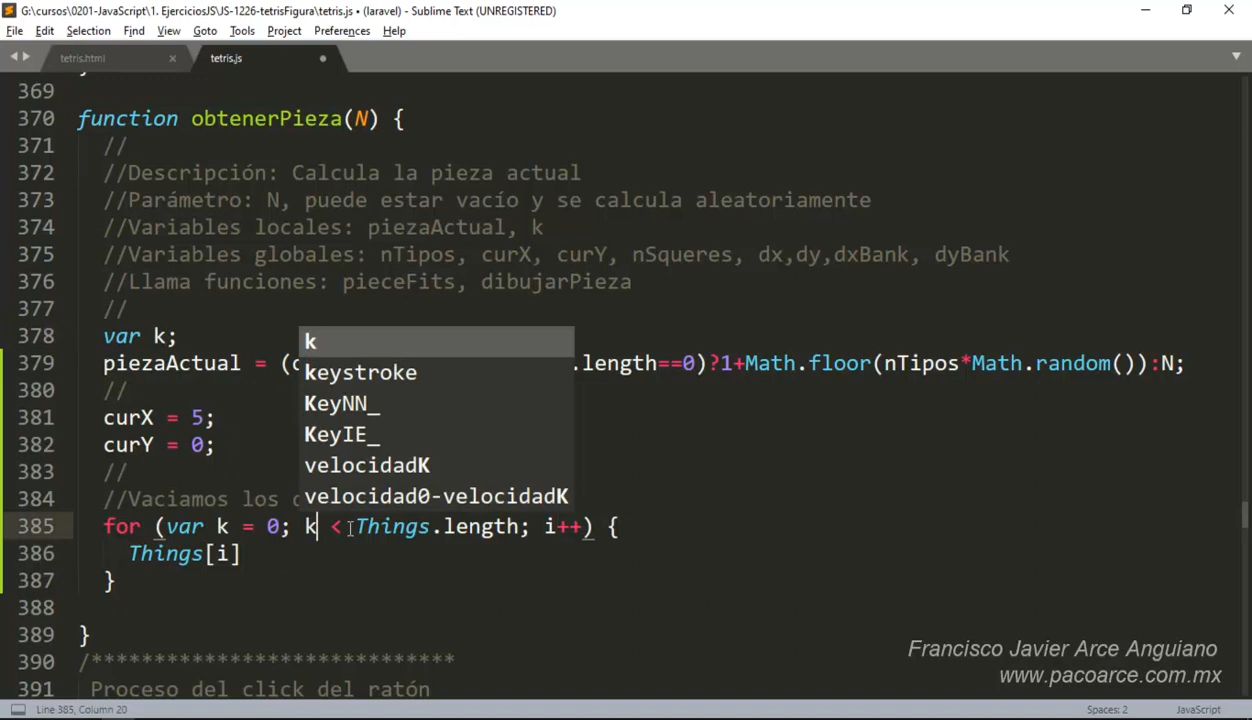 G:\cursos\0201-JavaScript\1. EjerciciosJS\JS-1226-tetrisFigura\tetris.js • (laravel) - Sublime Text (UNREGISTERED)
File Edit Selection Find View Goto Tools Project Preferences Help
tetris.html × tetris.js
369
370 function obtenerPieza(N) {
371 //
372 //Descripción: Calcula la pieza actual
373 //Parámetro: N, puede estar vacío y se calcula aleatoriamente
374 //Variables locales: piezaActual, k
375 //Variables globales: nTipos, curX, curY, nSqueres, dx,dy,dxBank, dyBank
376 //Llama funciones: pieceFits, dibujarPieza
377 //
378 var k;
k
379 piezaActual = ( .length==0)?1+Math.floor(nTipos*Math.random()):N;
keystroke
380 //
KeyNN_
381 curX = 5;
KeyIE_
382 curY = 0;
velocidadK
383 //
384 //Vaciamos los
velocidad0-velocidadK
385 for (var k = 0; k < Things.length; i++) {
386 Things[i]
387 }
388
389 }
390 /*****************************
391 Proceso del click del ratón
Francisco Javier Arce Anguiano
www.pacoarce.com.mx
Line 385, Column 20 Spaces: 2 JavaScript